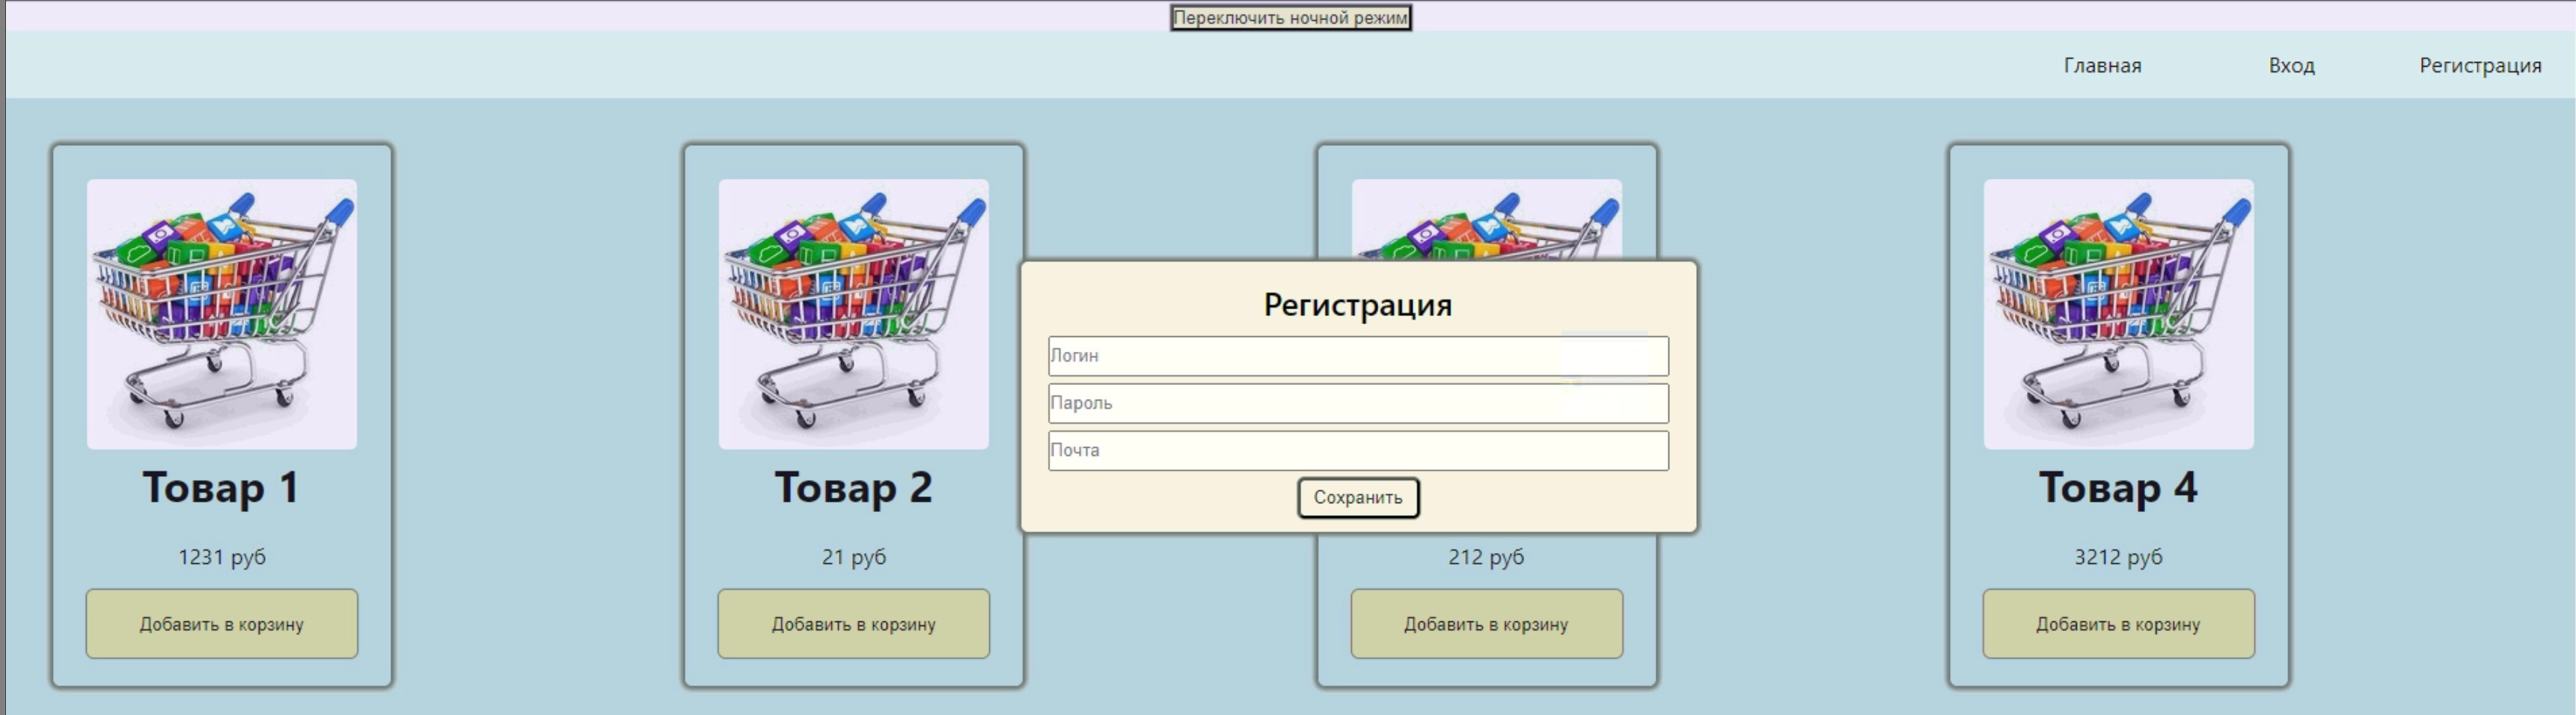 Переключить ночной режим
Главная Вход Регистрация
Регистрация
Логин
Пароль
Почта
Сохранить
Товар 1
1231 руб
Добавить в корзину
Товар 2
21 руб
Добавить в корзину
212 руб
Добавить в корзину
Товар 4
3212 руб
Добавить в корзину